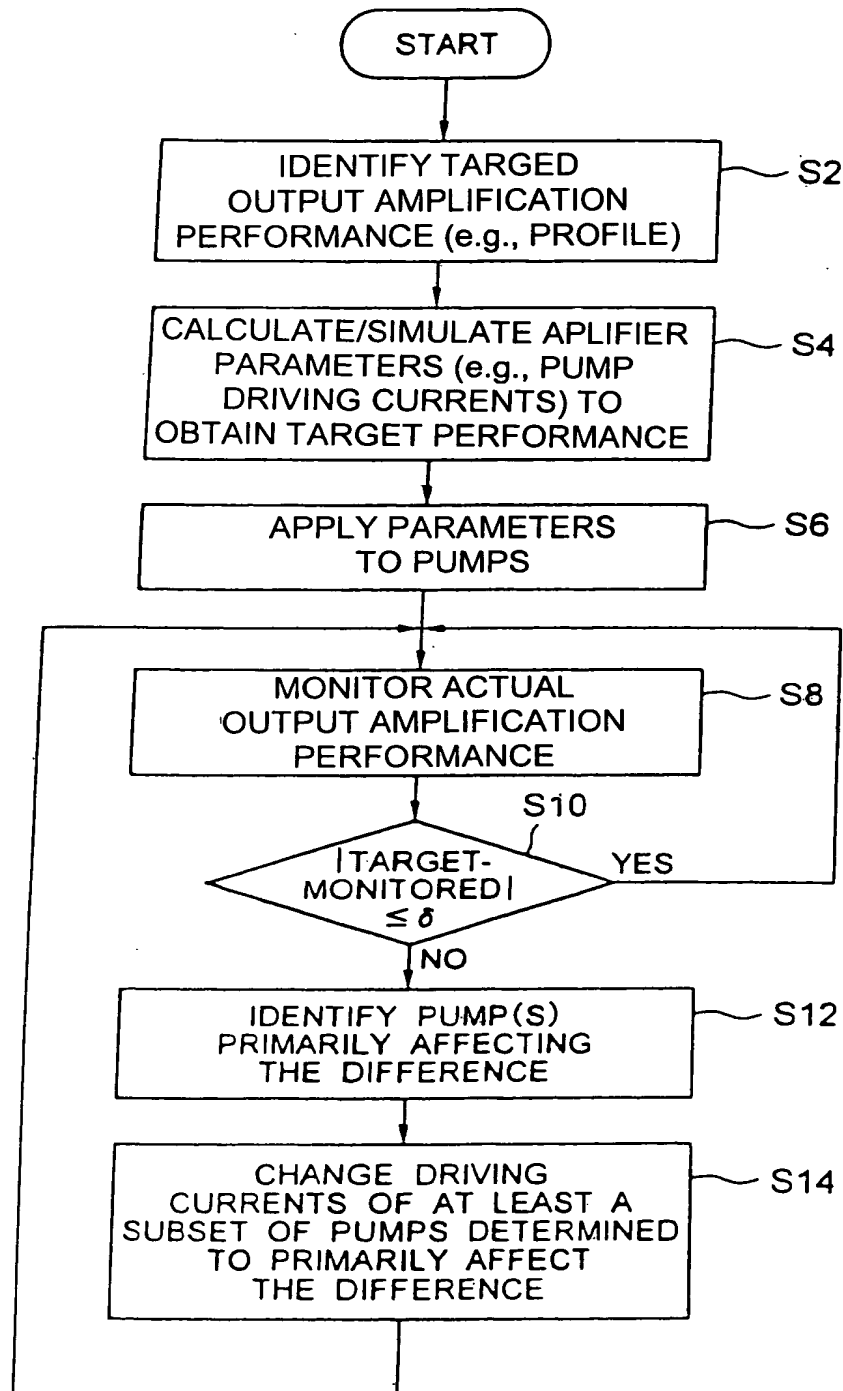 START
IDENTIFY TARGED
OUTPUT AMPLIFICATION
PERFORMANCE (e.g., PROFILE)
S2
CALCULATE/SIMULATE APLIFIER
PARAMETERS (e.g., PUMP
DRIVING CURRENTS) TO
OBTAIN TARGET PERFORMANCE
S4
APPLY PARAMETERS
TO PUMPS
S6
MONITOR ACTUAL
OUTPUT AMPLIFICATION
PERFORMANCE
S8
S10
|TARGET-
MONITORED|
≤ δ
YES
NO
IDENTIFY PUMP(S)
PRIMARILY AFFECTING
THE DIFFERENCE
S12
CHANGE DRIVING
CURRENTS OF AT LEAST A
SUBSET OF PUMPS DETERMINED
TO PRIMARILY AFFECT
THE DIFFERENCE
S14